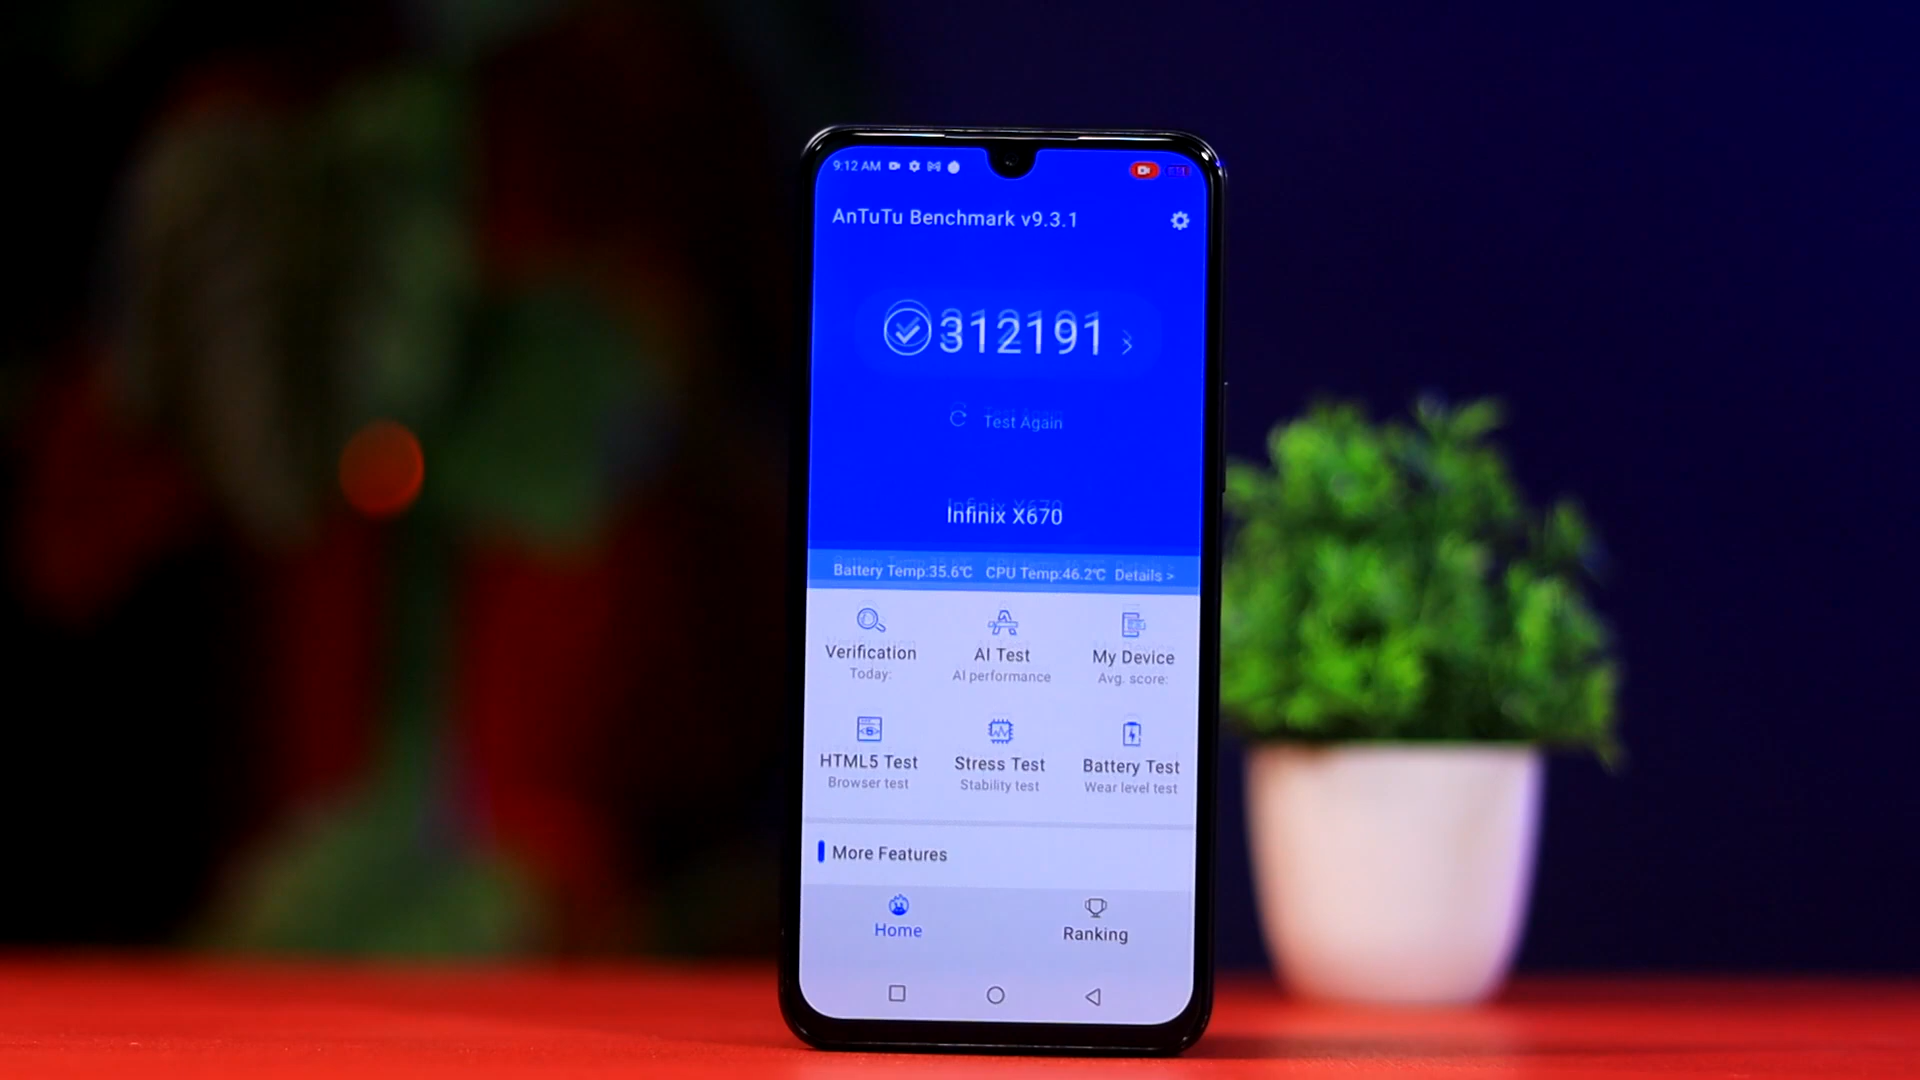 9:12 AM
AnTuTu Benchmark v9.3.1
312191
Test Again
Infinix X670
Battery Temp:35.6℃ CPU Temp:46.2℃ Details >
Verification AI Test My Device
Today: AI performance Avg. score:
HTML5 Test Stress Test Battery Test
Browser test Stability test Wear level test
More Features
Home Ranking